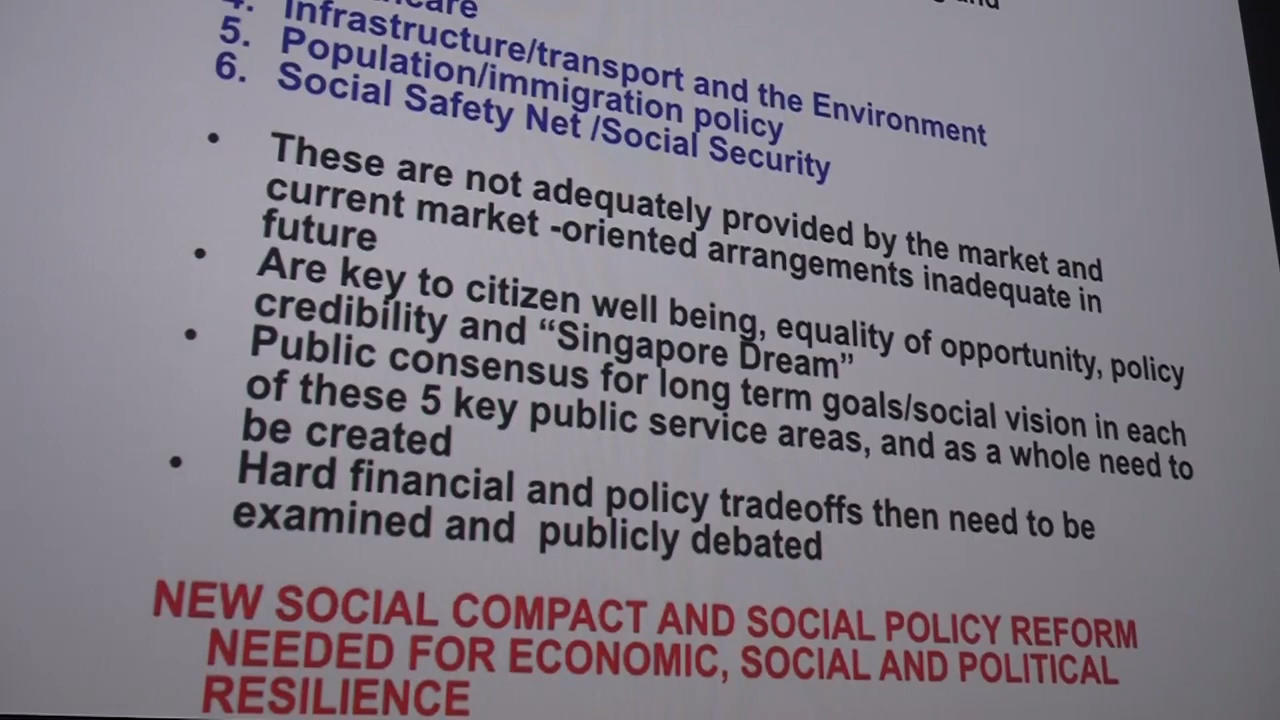 4. Infrastructure/transport and the Environment
5. Population/immigration policy
6. Social Safety Net /Social Security
• These are not adequately provided by the market and
current market -oriented arrangements inadequate in
future
• Are key to citizen well being, equality of opportunity, policy
credibility and “Singapore Dream”
• Public consensus for long term goals/social vision in each
of these 5 key public service areas, and as a whole need to
be created
• Hard financial and policy tradeoffs then need to be
examined and publicly debated
NEW SOCIAL COMPACT AND SOCIAL POLICY REFORM
NEEDED FOR ECONOMIC, SOCIAL AND POLITICAL
RESILIENCE